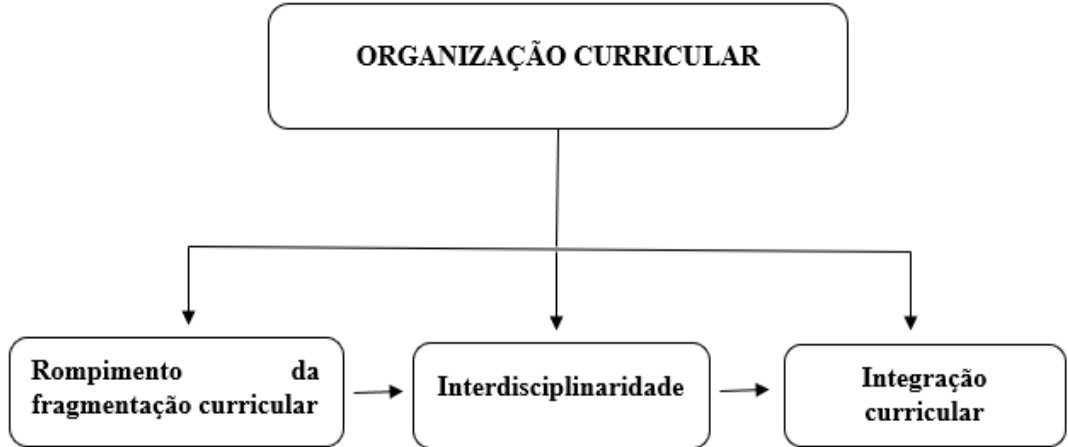 ORGANIZAÇÃO CURRICULAR
Rompimento da
fragmentação curricular
Interdisciplinaridade
Integração
curricular